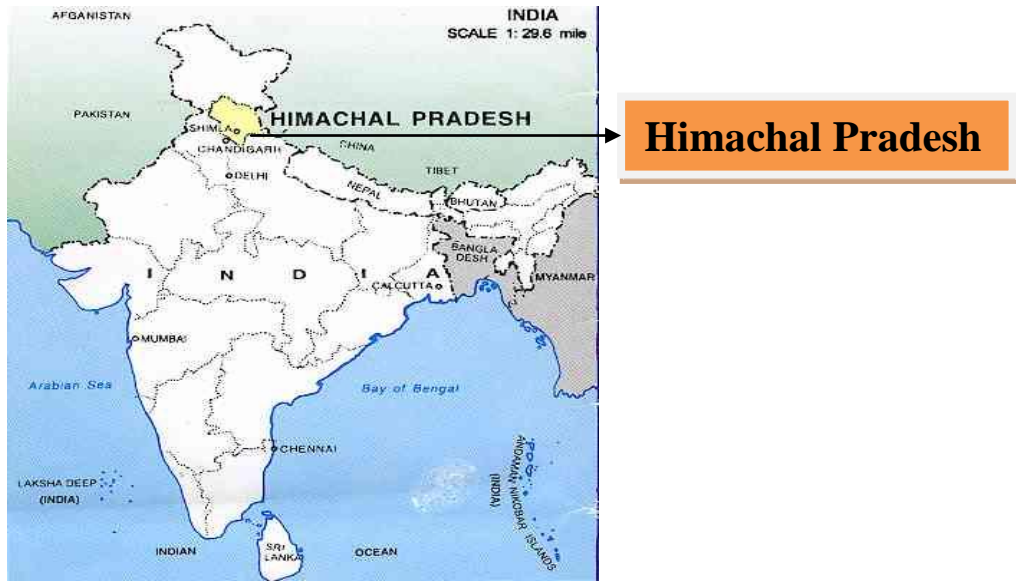 AFGANISTAN
INDIA
SCALE 1: 29.6 mile
PAKISTAN
HIMACHAL PRADESH
Himachal Pradesh
SHIMLA
CHANDIGARH
CHINA
DELHI
TIBET
NEPAL
BHUTAN
BANGLA
DESH
INDIA
CALCUTTA
MYANMAR
MUMBAI
Arabian Sea
Bay of Bengal
CHENNAI
ANDAMAN NIKOBAR ISLANDS
(INDIA)
LAKSHA DEEP
(INDIA)
INDIAN
OCEAN
SRI
LANKA